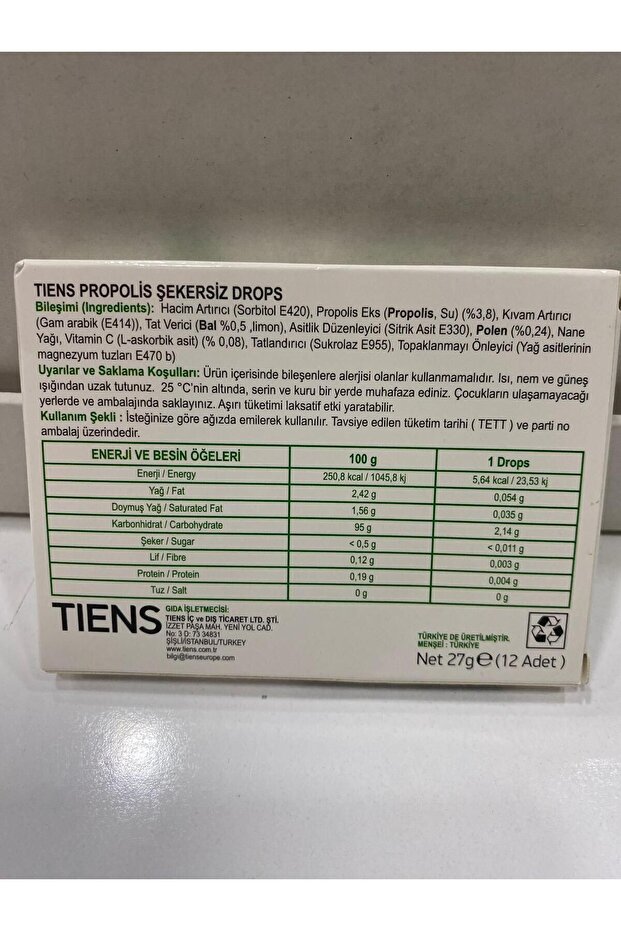 TIENS PROPOLİS ŞEKERSİZ DROPS
Bileşimi (Ingredients): Hacim Artırıcı (Sorbitol E420), Propolis Eks (Propolis, Su) (%3,8), Kıvam Artırıcı
(Gam arabik (E414)), Tat Verici (Bal %0,5 ,limon), Asitlik Düzenleyici (Sitrik Asit E330), Polen (%0,24), Nane
Yağı, Vitamin C (L-askorbik asit) (% 0,08), Tatlandırıcı (Sukrolaz E955), Topaklanmayı Önleyici (Yağ asitlerinin
magnezyum tuzları E470 b)
Uyarılar ve Saklama Koşulları: Ürün içerisinde bileşenlere alerjisi olanlar kullanmamalıdır. Isı, nem ve güneş
ışığından uzak tutunuz. 25 °C'nin altında, serin ve kuru bir yerde muhafaza ediniz. Çocukların ulaşamayacağı
yerlerde ve ambalajında saklayınız. Aşırı tüketimi laksatif etki yaratabilir.
Kullanım Şekli : İsteğinize göre ağızda emilerek kullanılır. Tavsiye edilen tüketim tarihi ( TETT ) ve parti no
ambalaj üzerindedir.
ENERJİ VE BESİN ÖĞELERİ 100 g 1 Drops
Enerji / Energy 250,8 kcal / 1045,8 kj 5,64 kcal / 23,53 kj
Yağ / Fat 2,42 g 0,054 g
Doymuş Yağ / Saturated Fat 1,56 g 0,035 g
Karbonhidrat / Carbohydrate 95 g 2,14 g
Şeker / Sugar < 0,5 g < 0,011 g
Lif / Fibre 0,12 g 0,003 g
Protein / Protein 0,19 g 0,004 g
Tuz / Salt 0 g 0 g
TIENS
GIDA İŞLETMECİSİ:
TIENS İÇ ve DIŞ TİCARET LTD. ŞTİ.
İZZET PAŞA MAH. YENİ YOL CAD.
No: 3 D: 73 34831
ŞİŞLİ/İSTANBUL/TURKEY
www.tiens.com.tr
bilgi@tienseurope.com
TÜRKİYE DE ÜRETİLMİŞTİR.
MENŞEİ : TÜRKİYE
Net 27g℮ (12 Adet )